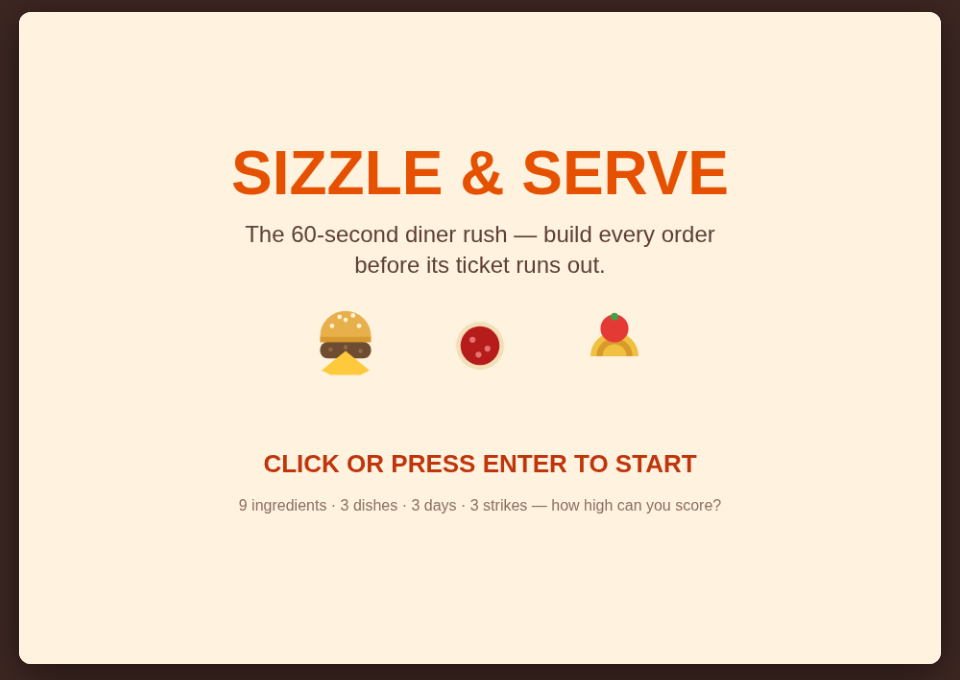 SIZZLE & SERVE
The 60-second diner rush — build every order
before its ticket runs out.
CLICK OR PRESS ENTER TO START
9 ingredients · 3 dishes · 3 days · 3 strikes — how high can you score?